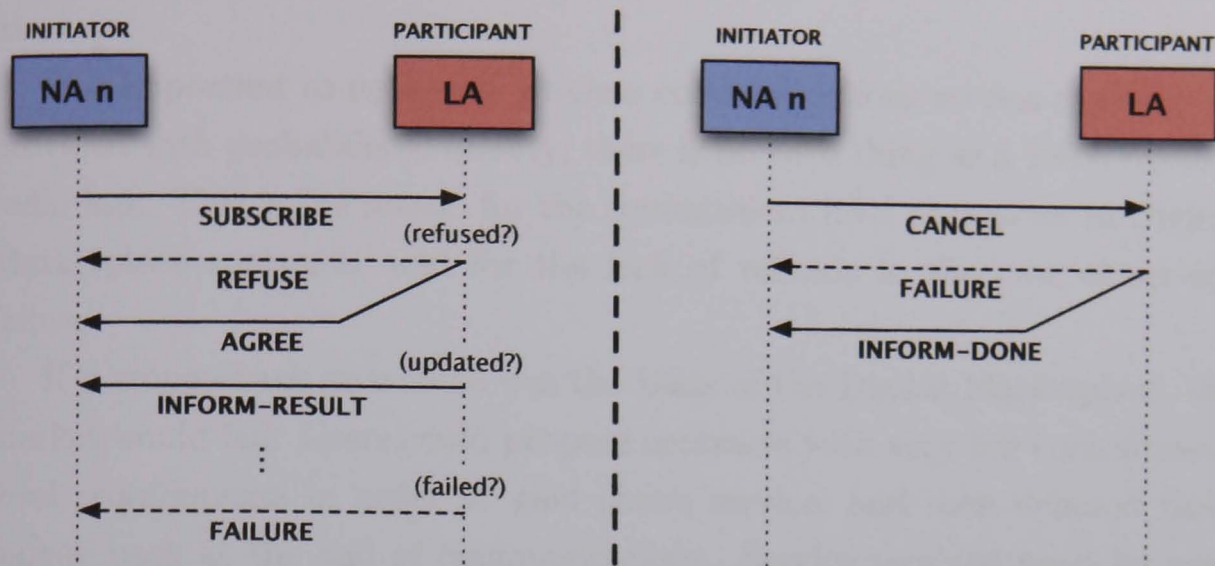 INITIATOR
PARTICIPANT
NA n
LA
SUBSCRIBE
(refused?)
REFUSE
AGREE
(updated?)
INFORM-RESULT
(failed?)
FAILURE
INITIATOR
PARTICIPANT
NA n
LA
CANCEL
FAILURE
INFORM-DONE